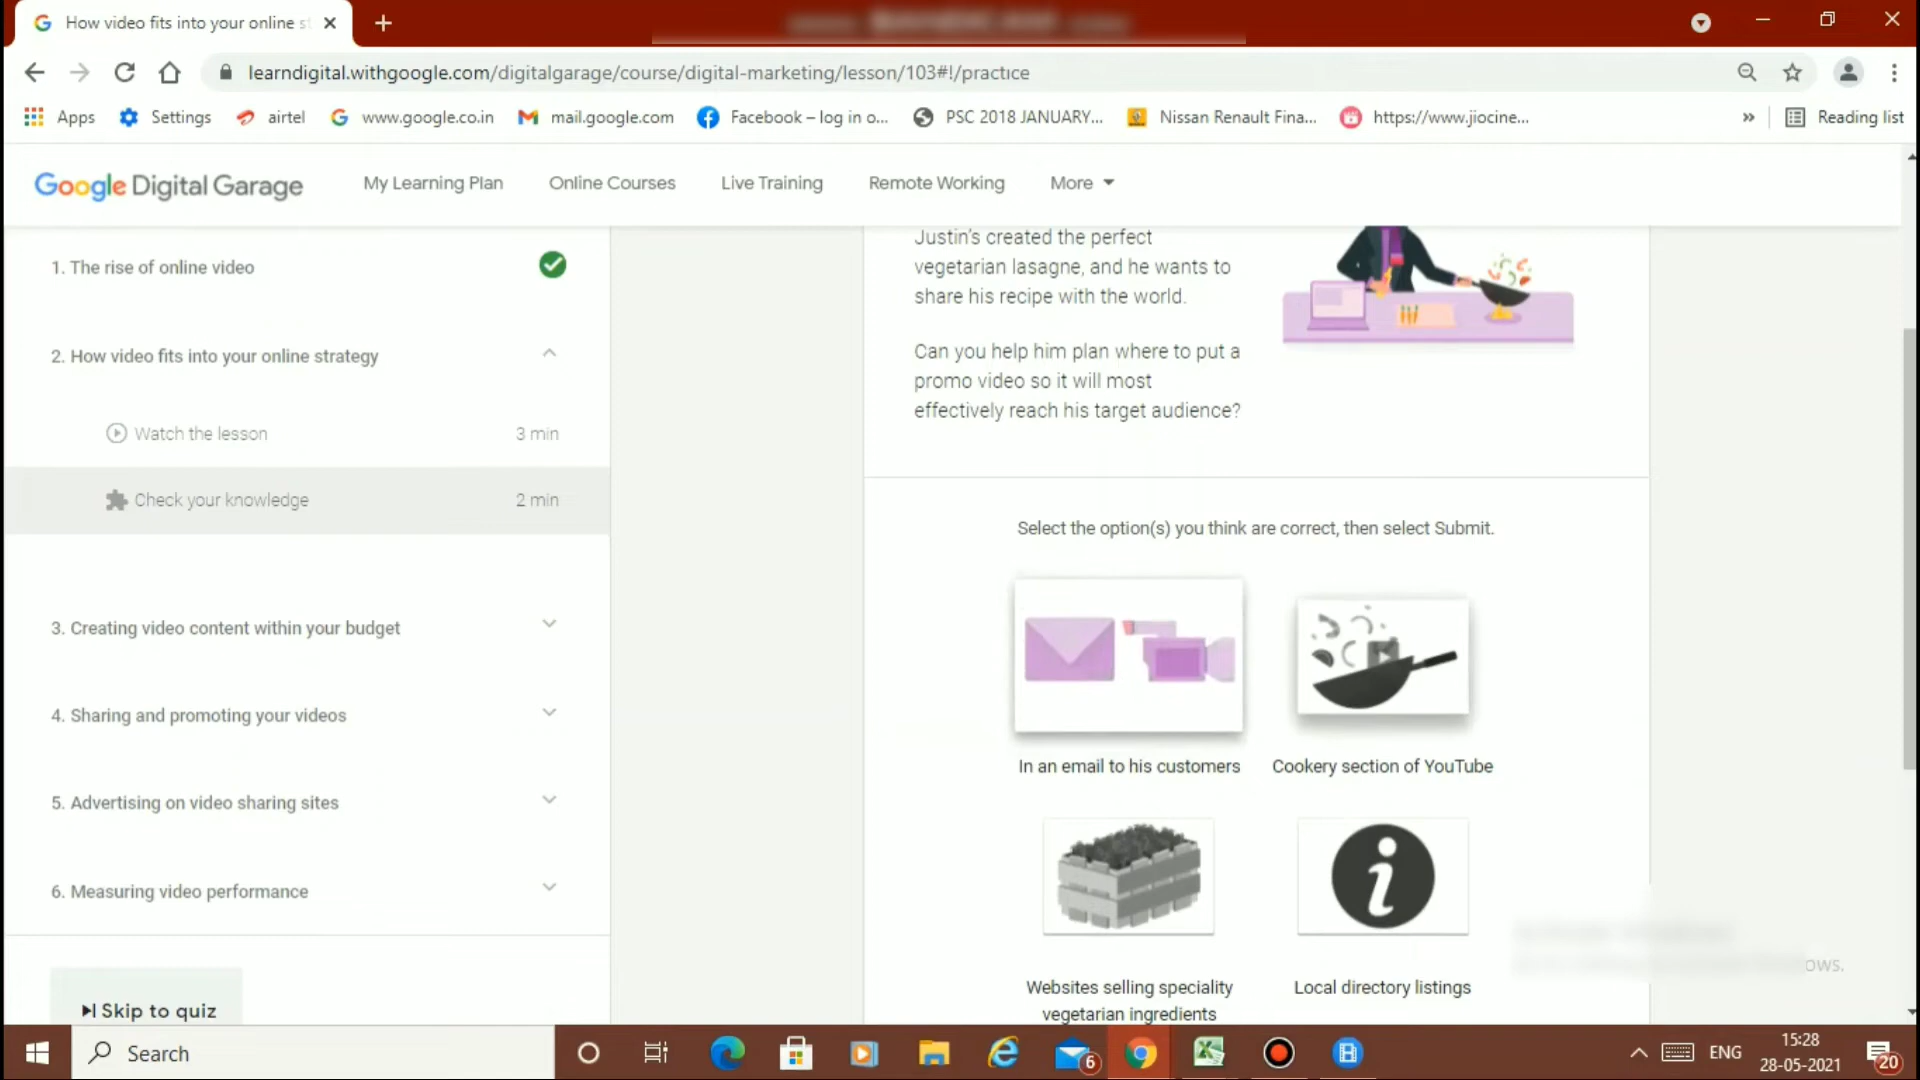 How video fits into your online s
learndigital.withgoogle.com/digitalgarage/course/digital-marketing/lesson/103#!/practice
Apps
Settings
airtel
www.google.co.in
mail.google.com
Facebook – log in o...
PSC 2018 JANUARY...
Nissan Renault Fina...
https://www.jiocine...
»
Reading list
Google Digital Garage
My Learning Plan
Online Courses
Live Training
Remote Working
More
1. The rise of online video
2. How video fits into your online strategy
Watch the lesson
3 min
Check your knowledge
2 min
3. Creating video content within your budget
4. Sharing and promoting your videos
5. Advertising on video sharing sites
6. Measuring video performance
Skip to quiz
Justin's created the perfect
vegetarian lasagne, and he wants to
share his recipe with the world.
Can you help him plan where to put a
promo video so it will most
effectively reach his target audience?
Select the option(s) you think are correct, then select Submit.
In an email to his customers
Cookery section of YouTube
Websites selling speciality
vegetarian ingredients
Local directory listings
Search
6
ENG
15:28
28-05-2021
20